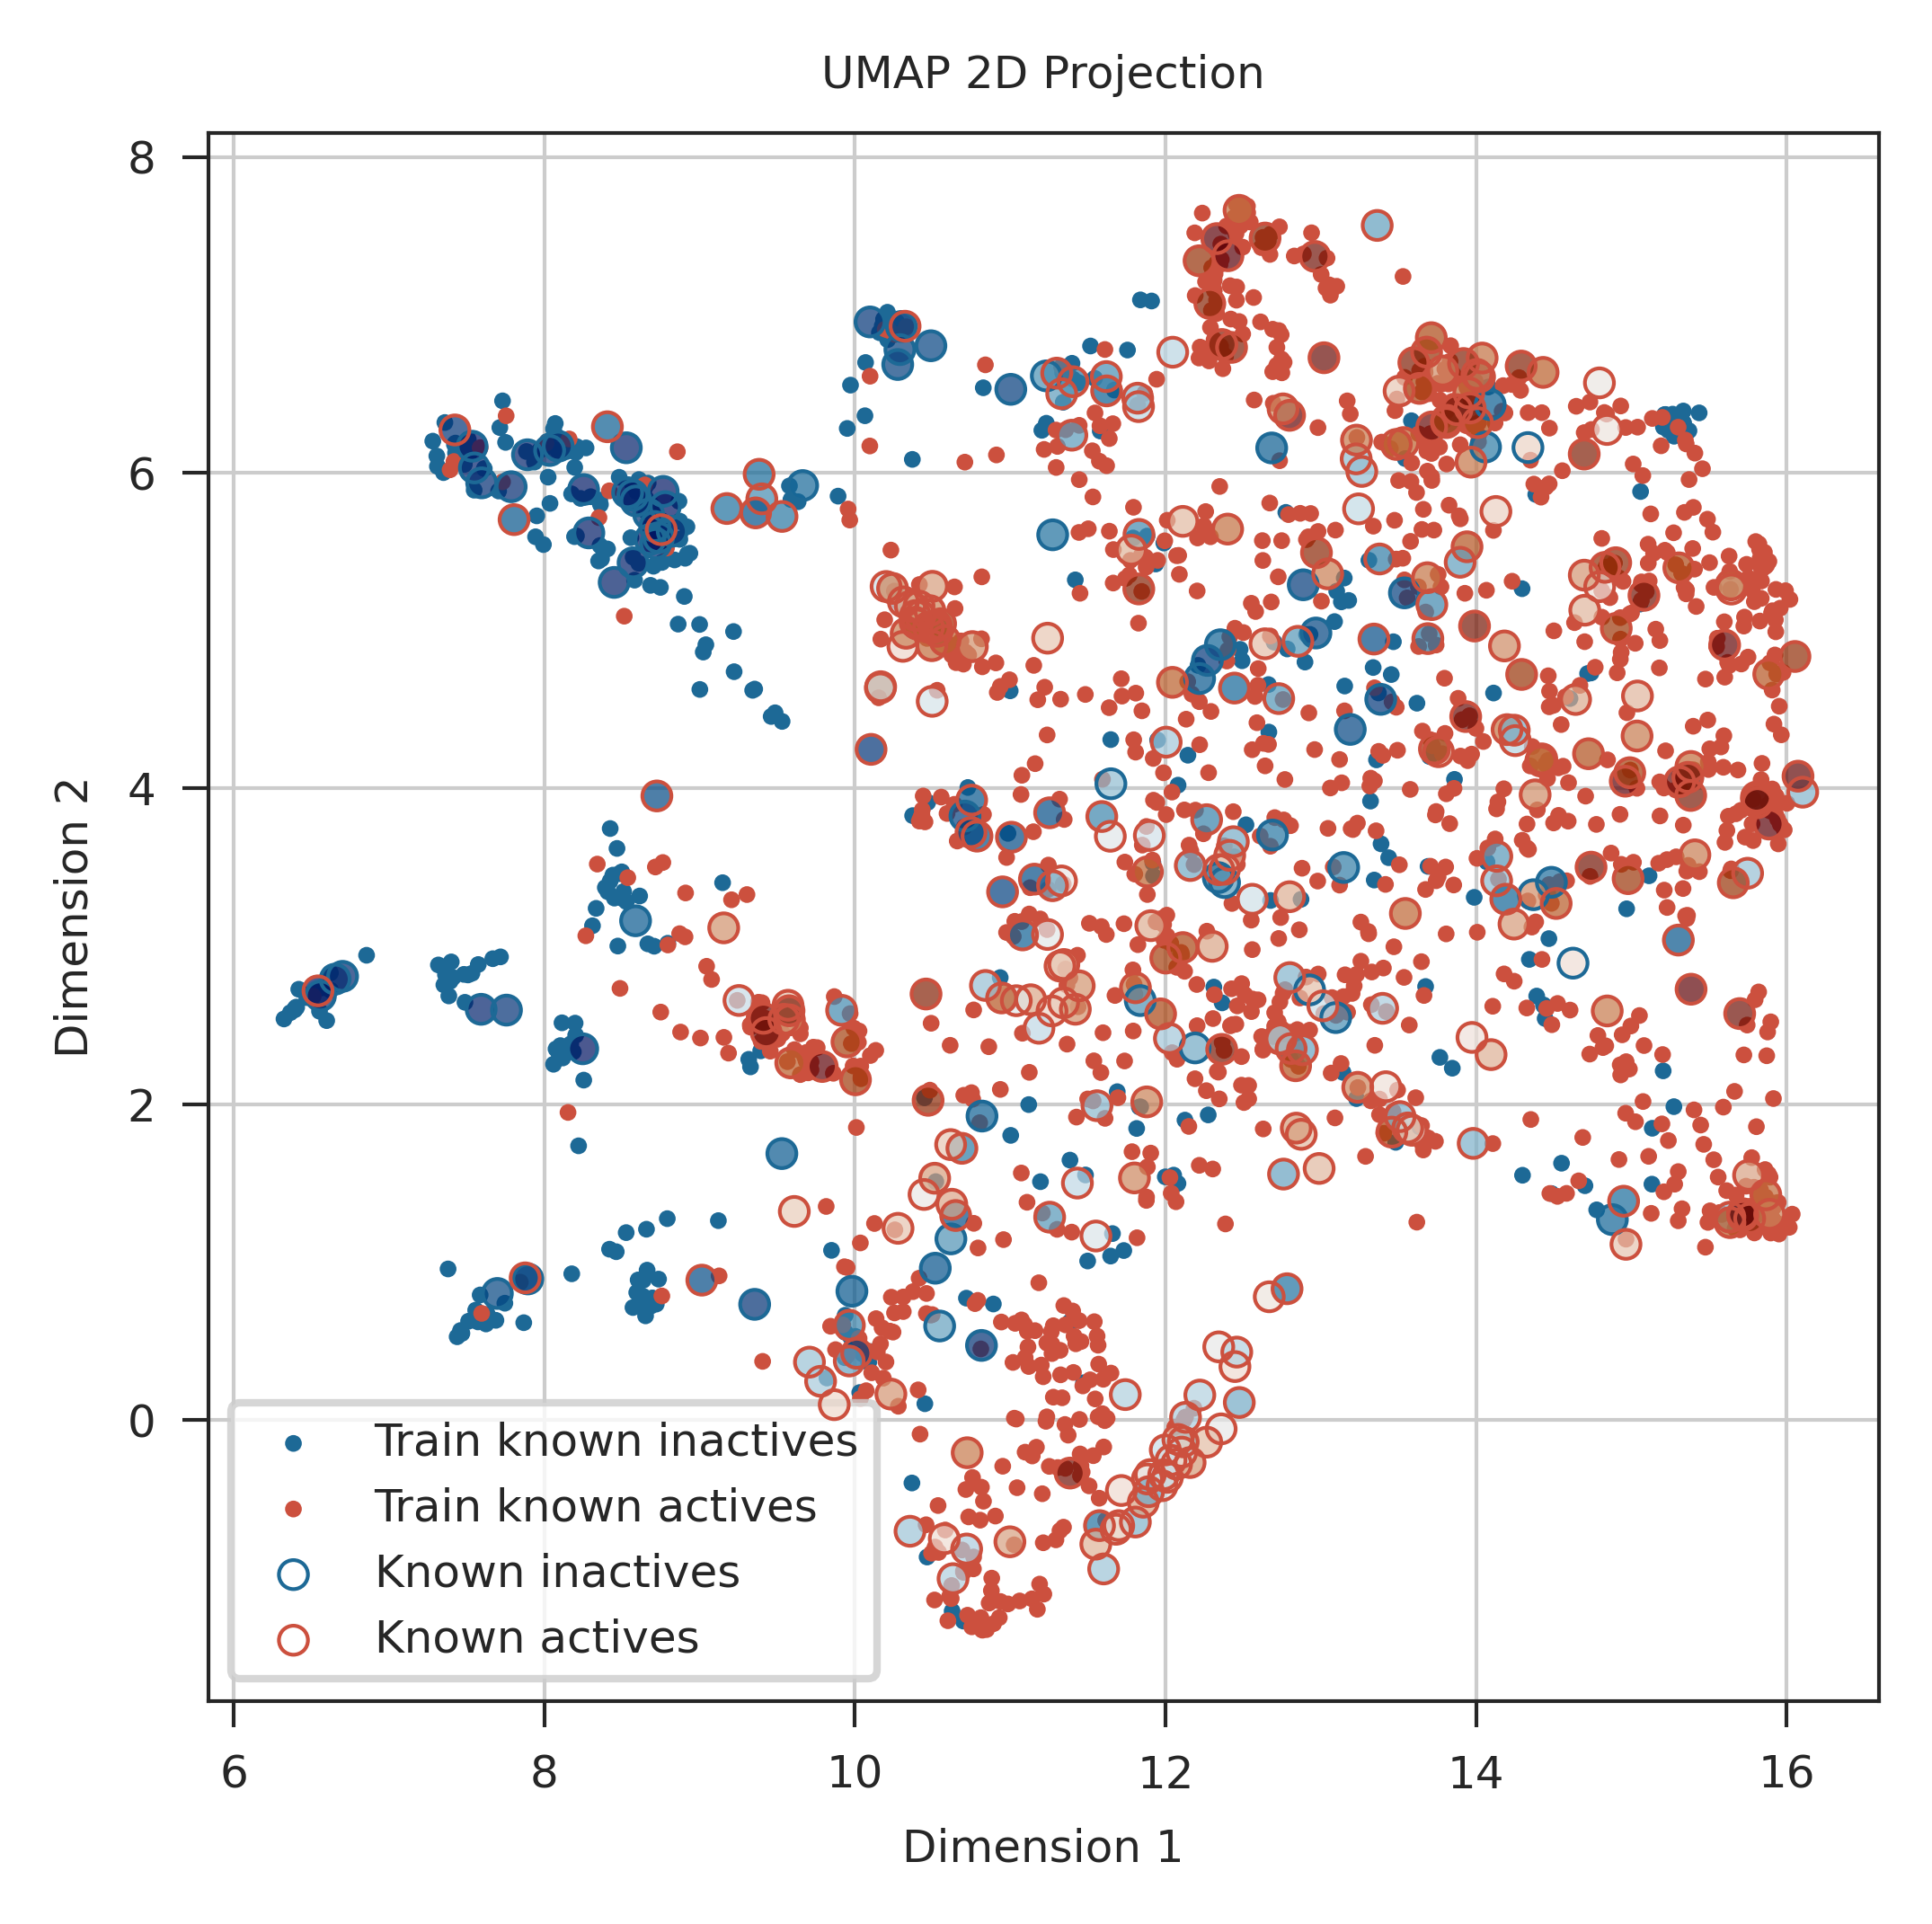 UMAP 2D Projection
8
6
4
2
0
Dimension 2
Train known inactives
Train known actives
Known inactives
Known actives
6 8 10 12 14 16
Dimension 1